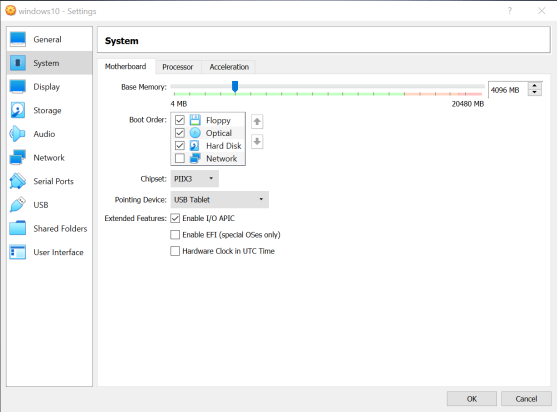 windows10 - Settings
General
System
Display
Storage
Audio
Network
Serial Ports
USB
Shared Folders
User Interface
System
Motherboard Processor Acceleration
Base Memory: 4096 MB
4 MB 20480 MB
Boot Order: Floppy
Optical
Hard Disk
Network
Chipset: PIIX3
Pointing Device: USB Tablet
Extended Features: Enable I/O APIC
Enable EFI (special OSes only)
Hardware Clock in UTC Time
OK Cancel